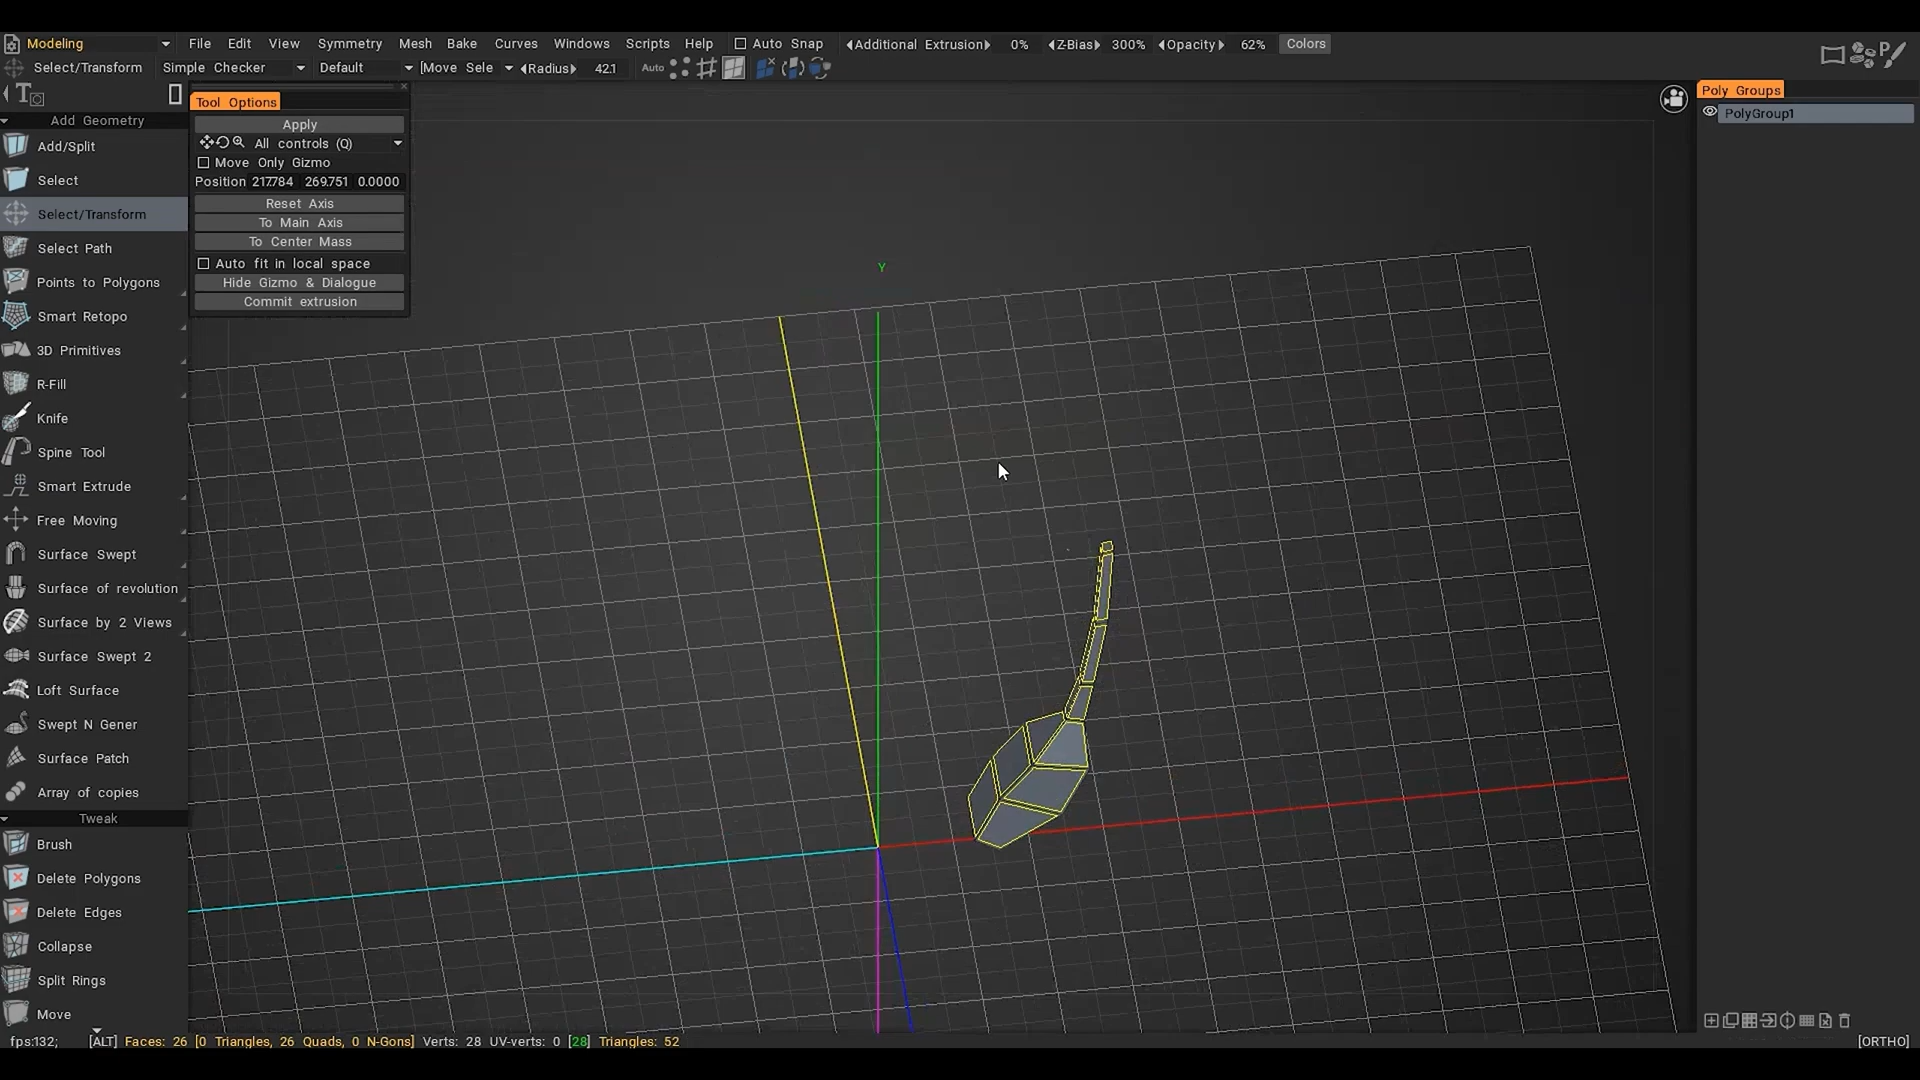 Modeling File Edit View Symmetry Mesh Bake Curves Windows Scripts Help Auto Snap Additional Extrusion 0% Z-Bias 300% Opacity 62% Colors
Select/Transform Simple Checker Default [Move Sele Radius 42.1 Auto
Tool Options
Apply
All controls (Q)
Move Only Gizmo
Position 217.784 269.751 0.0000
Reset Axis
To Main Axis
To Center Mass
Auto fit in local space
Hide Gizmo & Dialogue
Commit extrusion
Add Geometry
Add/Split
Select
Select/Transform
Select Path
Points to Polygons
Smart Retopo
3D Primitives
R-Fill
Knife
Spine Tool
Smart Extrude
Free Moving
Surface Swept
Surface of revolution
Surface by 2 Views
Surface Swept 2
Loft Surface
Swept N Gener
Surface Patch
Array of copies
Tweak
Brush
Delete Polygons
Delete Edges
Collapse
Split Rings
Move
Y
Poly Groups
PolyGroup1
fps:132; [ALT] Faces: 26 [0 Triangles, 26 Quads, 0 N-Gons] Verts: 28 UV-verts: 0 [28] Triangles: 52 [ORTHO]